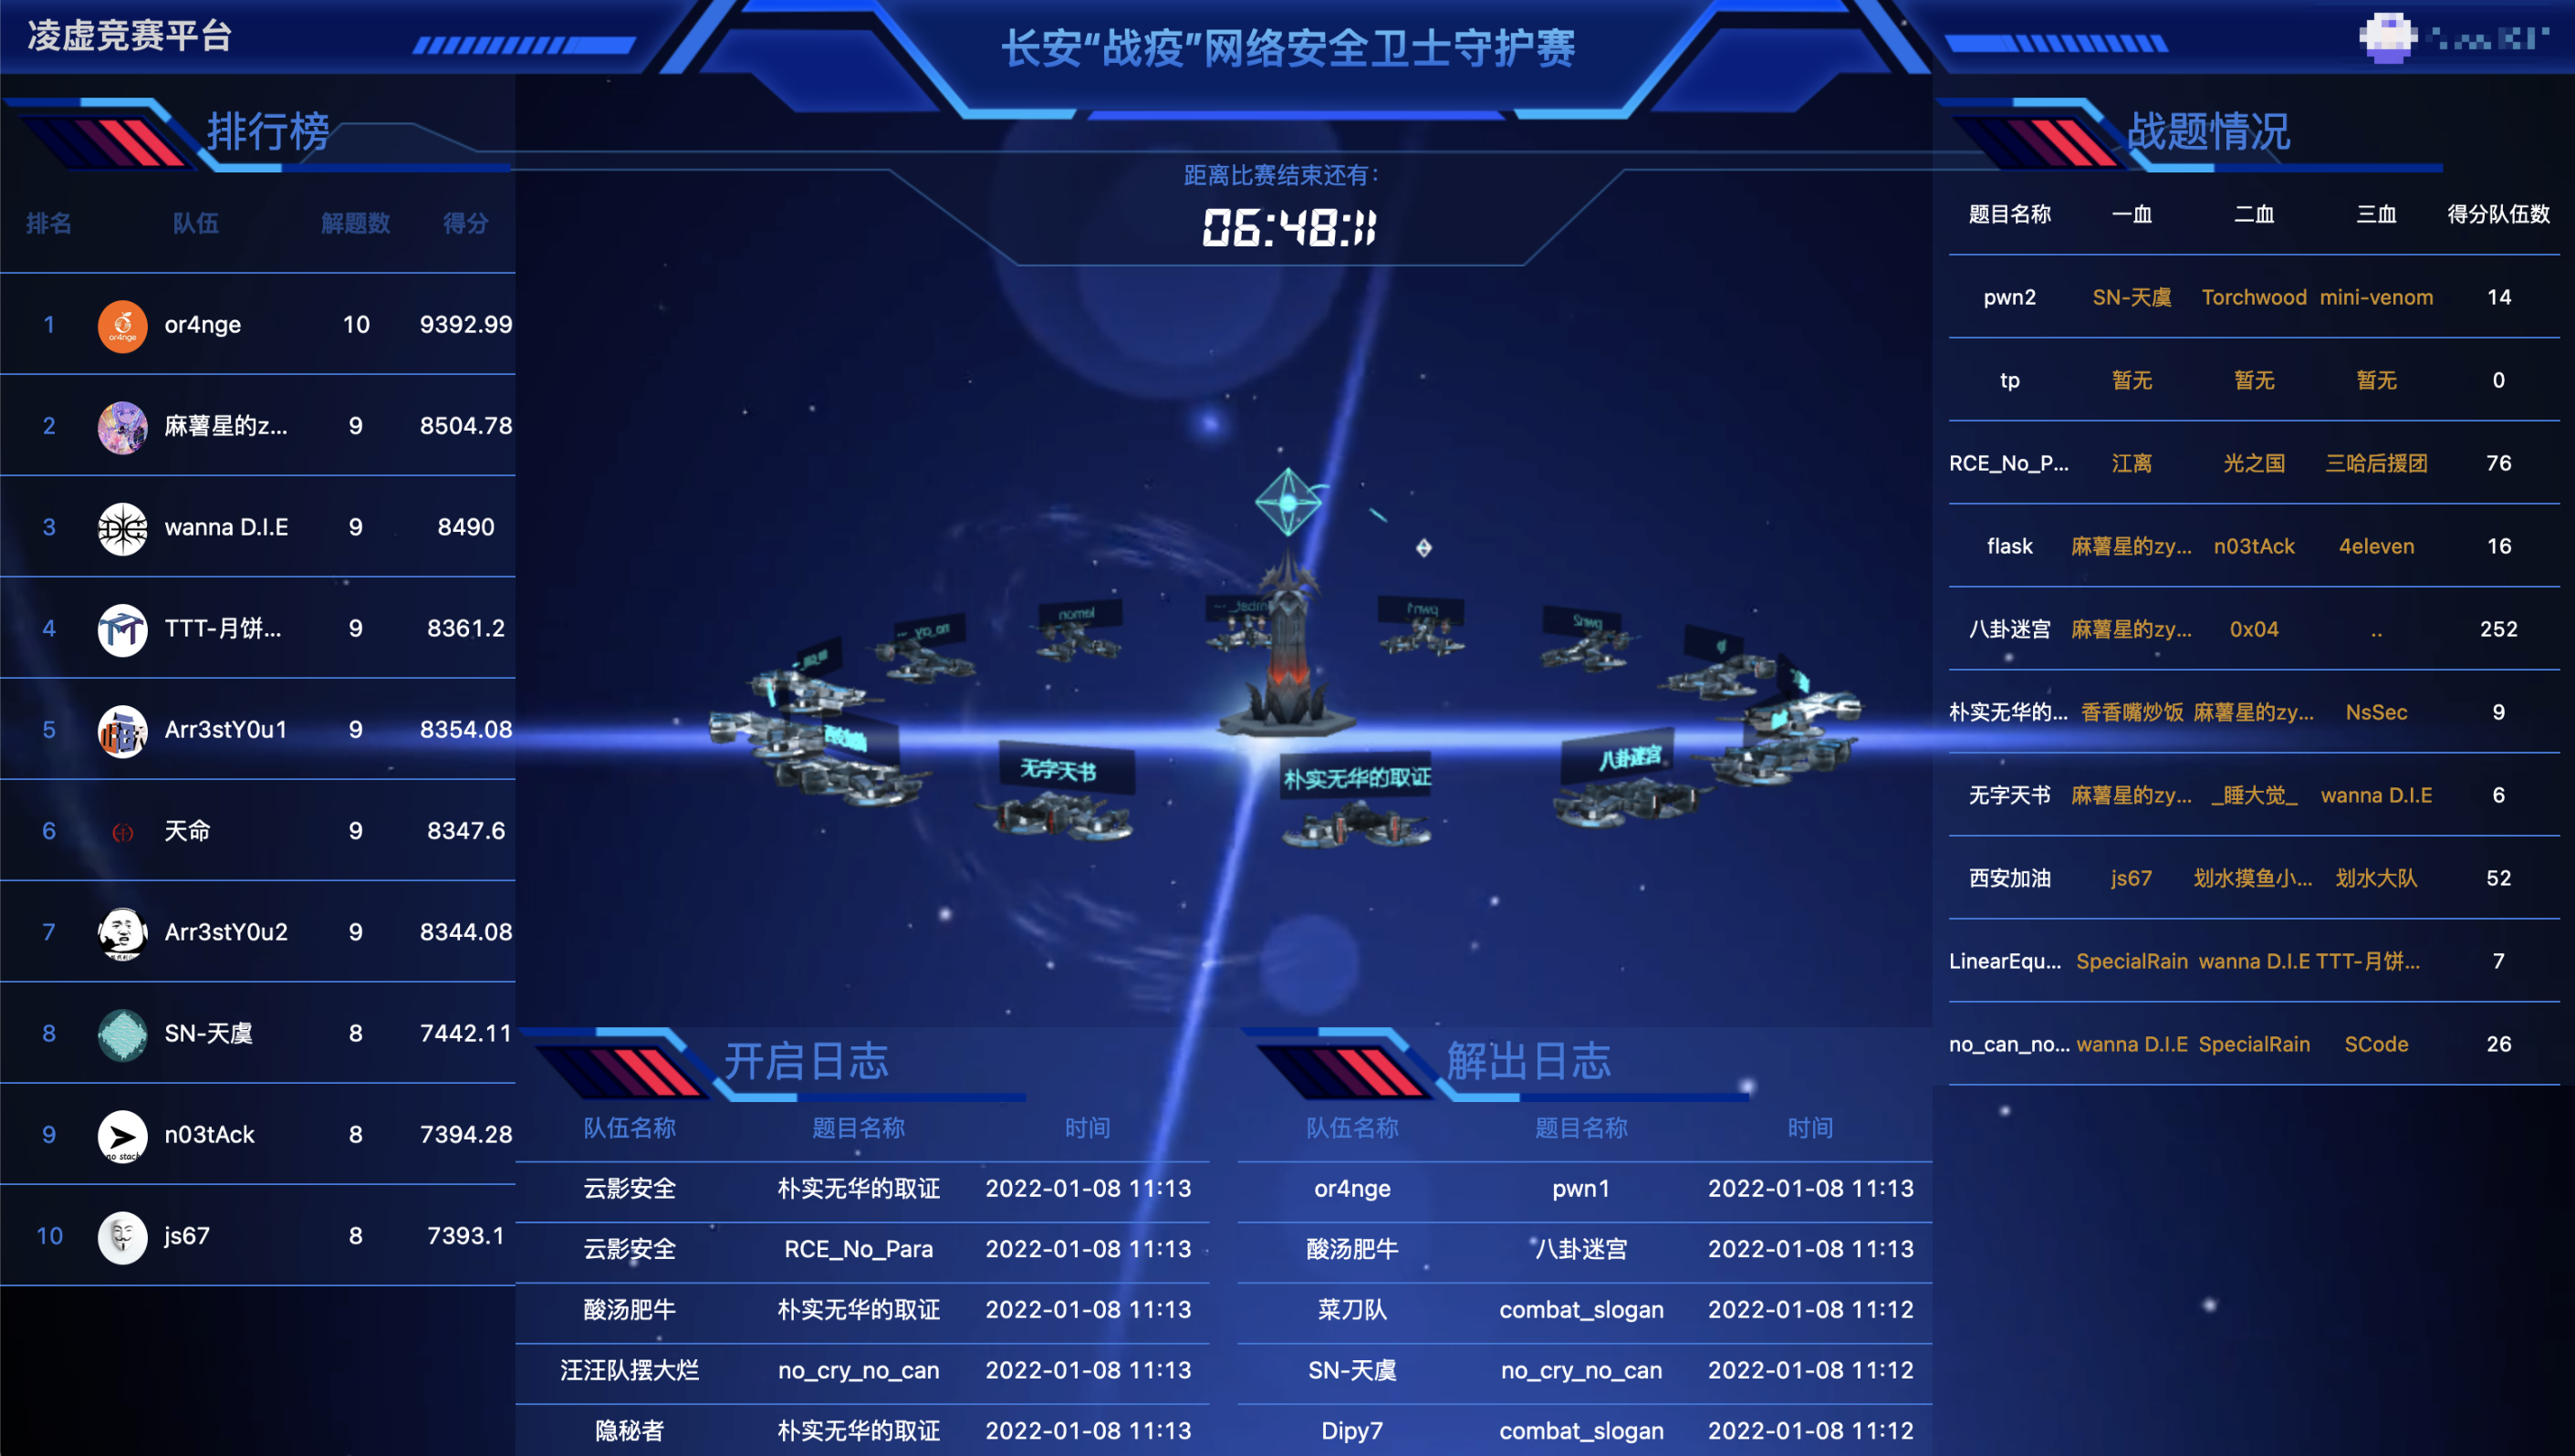 凌虚竞赛平台
长安“战疫”网络安全卫士守护赛
距离比赛结束还有：
06:48:11
排行榜
排名 队伍 解题数 得分
1 or4nge 10 9392.99
2 麻薯星的z... 9 8504.78
3 wanna D.I.E 9 8490
4 TTT-月饼... 9 8361.2
5 Arr3stY0u1 9 8354.08
6 天命 9 8347.6
7 Arr3stY0u2 9 8344.08
8 SN-天虞 8 7442.11
9 n03tAck 8 7394.28
10 js67 8 7393.1
lemon
pwn1
pwn2
tp
无字天书
朴实无华的取证
八卦迷宫
战题情况
题目名称 一血 二血 三血 得分队伍数
pwn2 SN-天虞 Torchwood mini-venom 14
tp 暂无 暂无 暂无 0
RCE_No_P... 江离 光之国 三哈后援团 76
flask 麻薯星的zy... n03tAck 4eleven 16
八卦迷宫 麻薯星的zy... 0x04 .. 252
朴实无华的... 香香嘴炒饭 麻薯星的zy... NsSec 9
无字天书 麻薯星的zy... _睡大觉_ wanna D.I.E 6
西安加油 js67 划水摸鱼小... 划水大队 52
LinearEqu... SpecialRain wanna D.I.E TTT-月饼... 7
no_can_no... wanna D.I.E SpecialRain SCode 26
开启日志
队伍名称 题目名称 时间
云影安全 朴实无华的取证 2022-01-08 11:13
云影安全 RCE_No_Para 2022-01-08 11:13
酸汤肥牛 朴实无华的取证 2022-01-08 11:13
汪汪队摆大烂 no_cry_no_can 2022-01-08 11:13
隐秘者 朴实无华的取证 2022-01-08 11:13
解出日志
队伍名称 题目名称 时间
or4nge pwn1 2022-01-08 11:13
酸汤肥牛 八卦迷宫 2022-01-08 11:13
菜刀队 combat_slogan 2022-01-08 11:12
SN-天虞 no_cry_no_can 2022-01-08 11:12
Dipy7 combat_slogan 2022-01-08 11:12